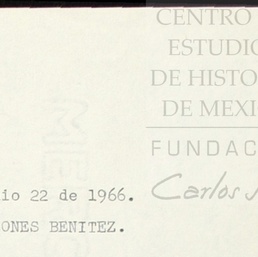 CENTRO
ESTUDIO
DE HISTO
DE MEXI
FUNDAC
Carlos
io 22 de 1966.
ONES BENITEZ.